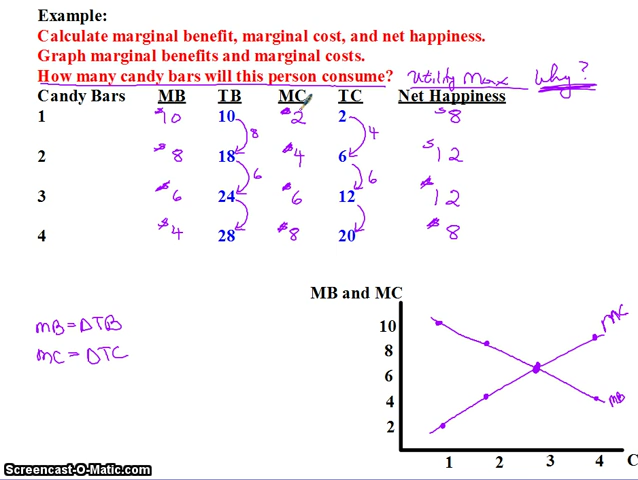 Example:
Calculate marginal benefit, marginal cost, and net happiness.
Graph marginal benefits and marginal costs.
How many candy bars will this person consume? Utility Max Why?
Candy Bars MB TB MC TC Net Happiness
1 $10 10 $2 2 $8
8 4
2 $8 18 $4 6 $12
6 6
3 $6 24 $6 12 $12
4 $4 28 $8 20 $8
MB and MC
MB = ΔTB
MC = ΔTC
10
8
6
4
2
MC
MB
1 2 3 4 C
Screencast-O-Matic.com